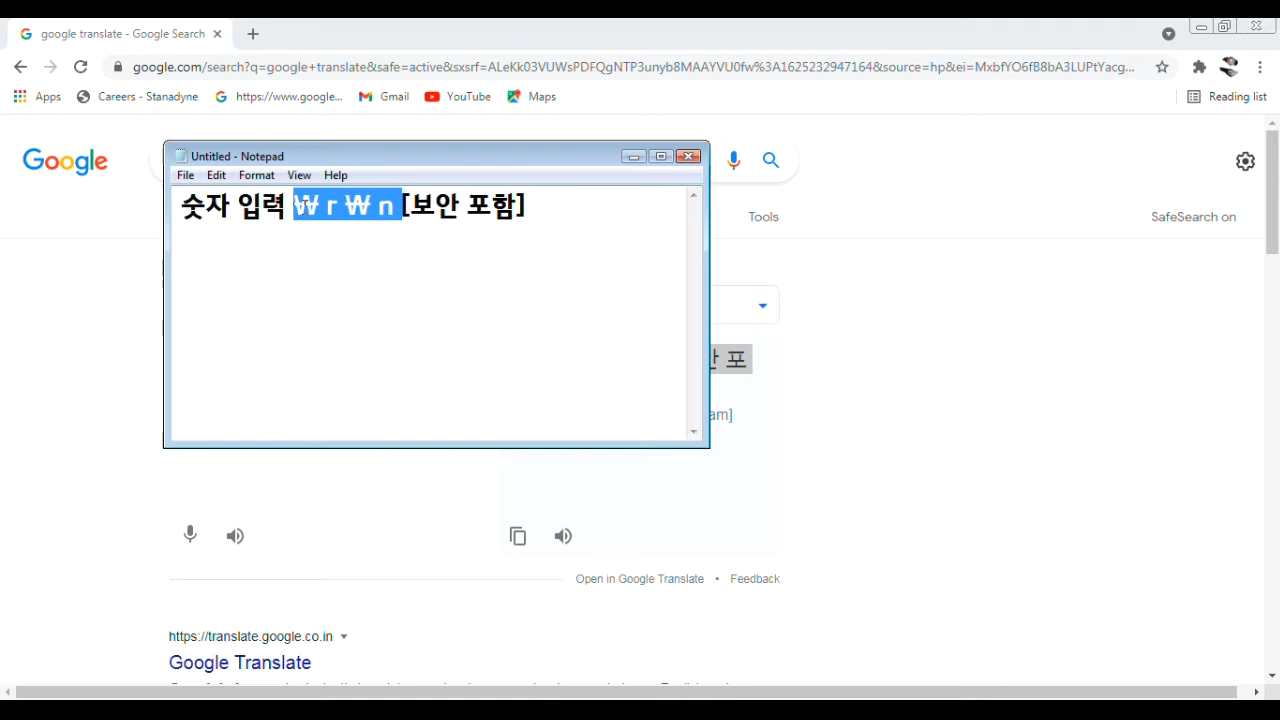 google translate - Google Search
google.com/search?q=google+translate&safe=active&sxsrf=ALeKk03VUWsPDFQgNTP3unyb8MAAYVU0fw%3A1625232947164&source=hp&ei=MxbfYO6fB8bA3LUPtYacg...
Apps Careers - Stanadyne https://www.google... Gmail YouTube Maps Reading list
Google
Untitled - Notepad
File Edit Format View Help
숫자 입력 ₩ r ₩ n [보안 포함]
Tools SafeSearch on
포
am]
Open in Google Translate • Feedback
https://translate.google.co.in
Google Translate